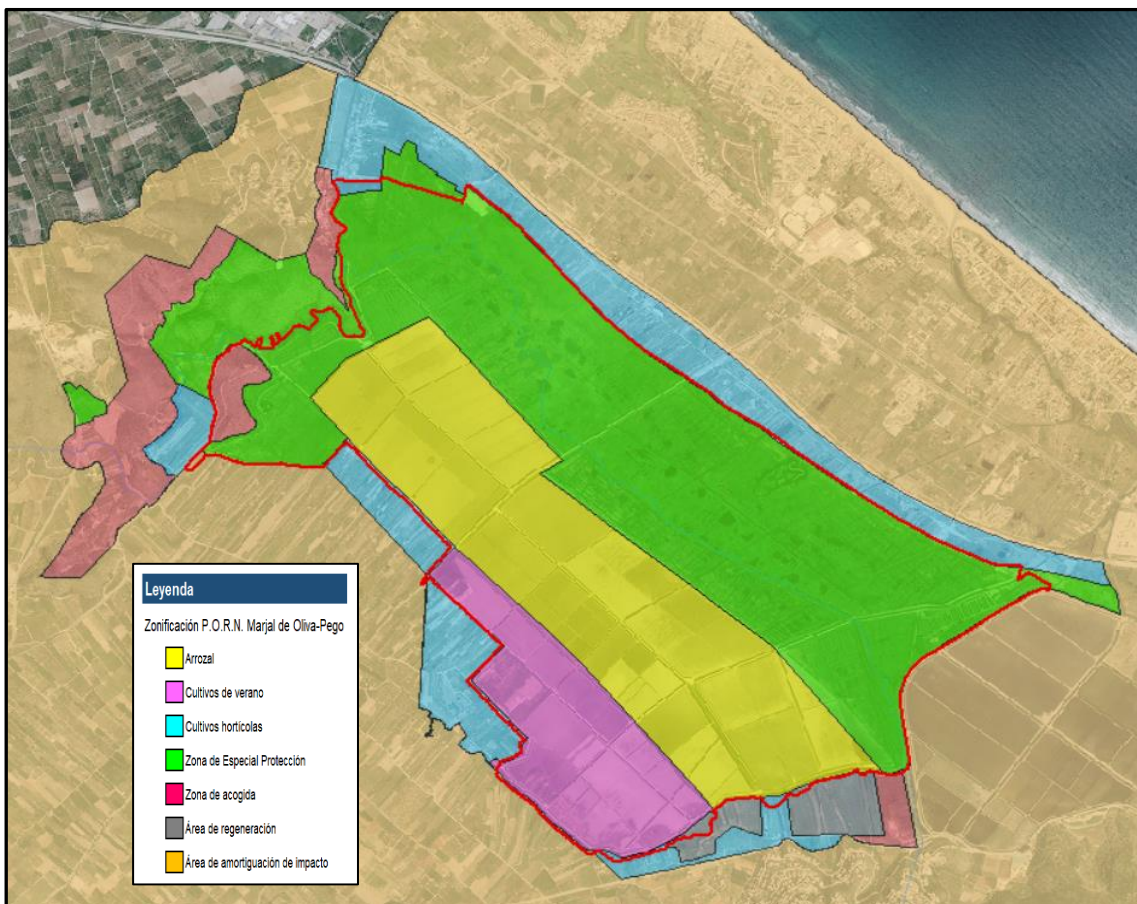 Leyenda
Zonificación P.O.R.N. Marjal de Oliva-Pego
Arrozal
Cultivos de verano
Cultivos hortícolas
Zona de Especial Protección
Zona de acogida
Área de regeneración
Área de amortiguación de impacto